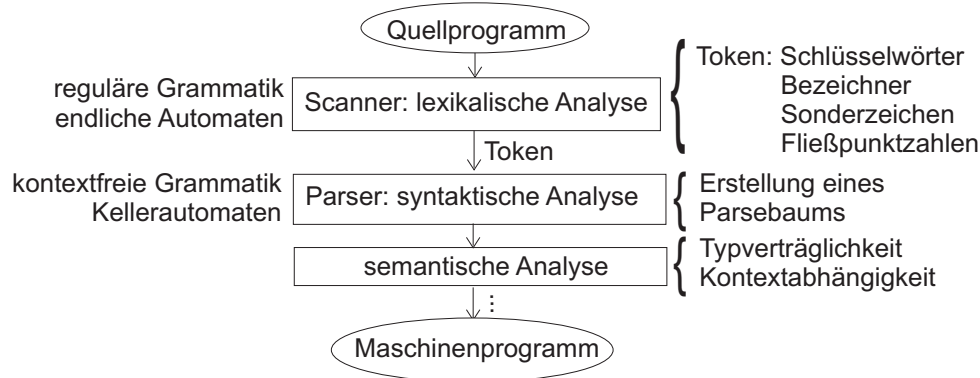 Quellprogramm
reguläre Grammatik
endliche Automaten
Scanner: lexikalische Analyse
Token: Schlüsselwörter
Bezeichner
Sonderzeichen
Fließpunktzahlen
Token
kontextfreie Grammatik
Kellerautomaten
Parser: syntaktische Analyse
Erstellung eines
Parsebaums
semantische Analyse
Typverträglichkeit
Kontextabhängigkeit
...
Maschinenprogramm